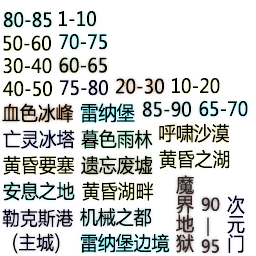 80-85 1-10
50-60 70-75
30-40 60-65
40-50 75-80 20-30 10-20
血色冰峰 雷纳堡 85-90 65-70
亡灵冰塔 暮色雨林 呼啸沙漠
黄昏要塞 遗忘废墟 黄昏之湖
安息之地 黄昏湖畔
勒克斯港 机械之都
(主城) 雷纳堡边境
魔界地狱
90|95
次元门